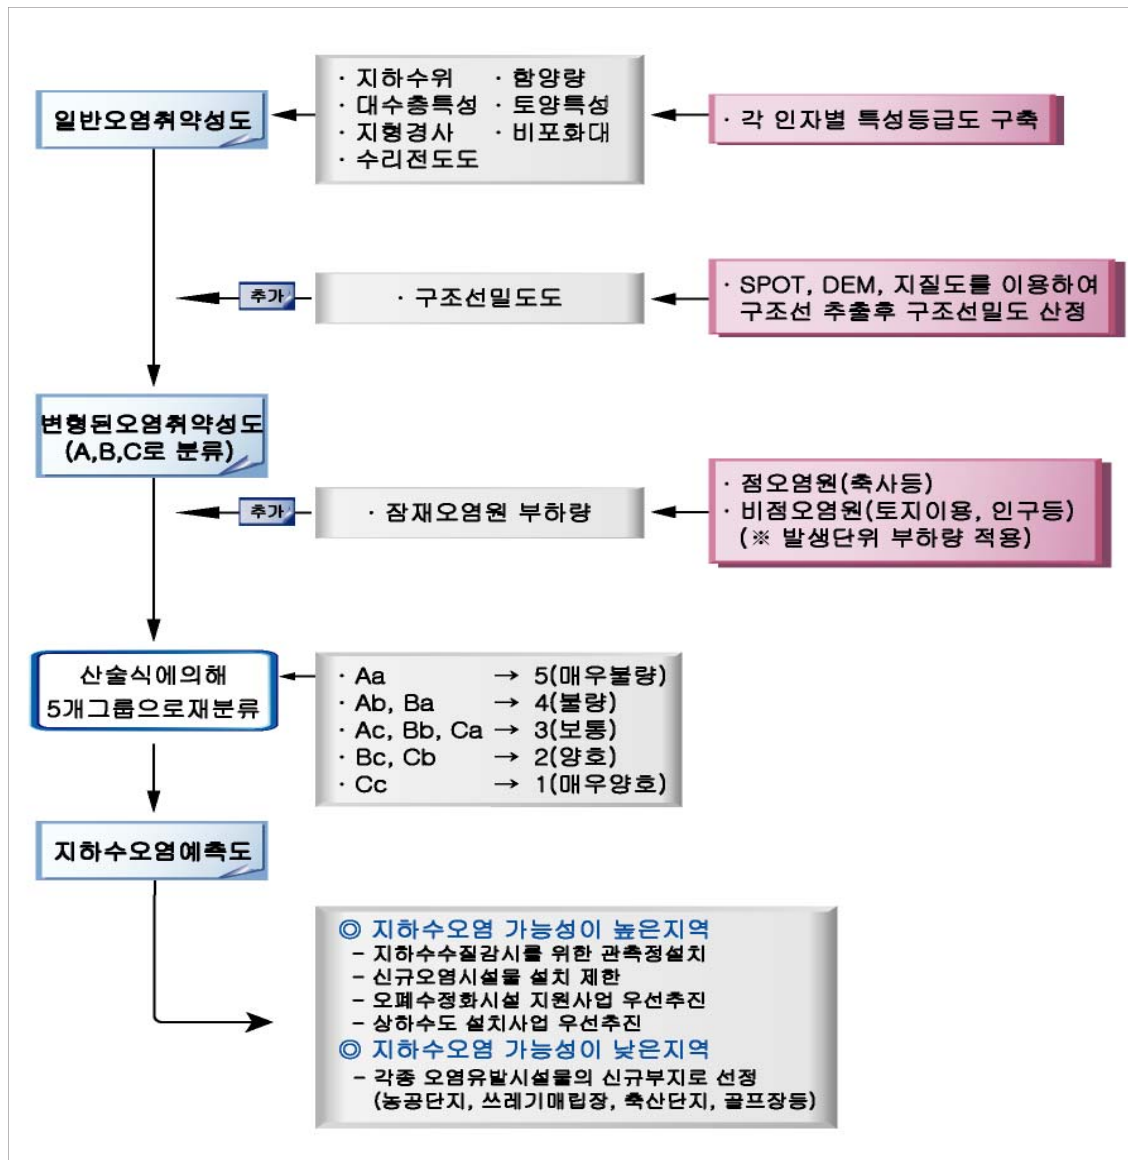 일반오염취약성도
· 지하수위 · 함양량
· 대수층특성 · 토양특성
· 지형경사 · 비포화대
· 수리전도도
· 각 인자별 특성등급도 구축
추가
· 구조선밀도도
· SPOT, DEM, 지질도를 이용하여
구조선 추출후 구조선밀도 산정
변형된오염취약성도
(A,B,C로 분류)
추가
· 잠재오염원 부하량
· 점오염원(축사등)
· 비점오염원(토지이용, 인구등)
(※ 발생단위 부하량 적용)
산술식에의해
5개그룹으로재분류
· Aa → 5(매우불량)
· Ab, Ba → 4(불량)
· Ac, Bb, Ca → 3(보통)
· Bc, Cb → 2(양호)
· Cc → 1(매우양호)
지하수오염예측도
◎ 지하수오염 가능성이 높은지역
– 지하수수질감시를 위한 관측정설치
– 신규오염시설물 설치 제한
– 오폐수정화시설 지원사업 우선추진
– 상하수도 설치사업 우선추진
◎ 지하수오염 가능성이 낮은지역
– 각종 오염유발시설물의 신규부지로 선정
(농공단지, 쓰레기매립장, 축산단지, 골프장등)